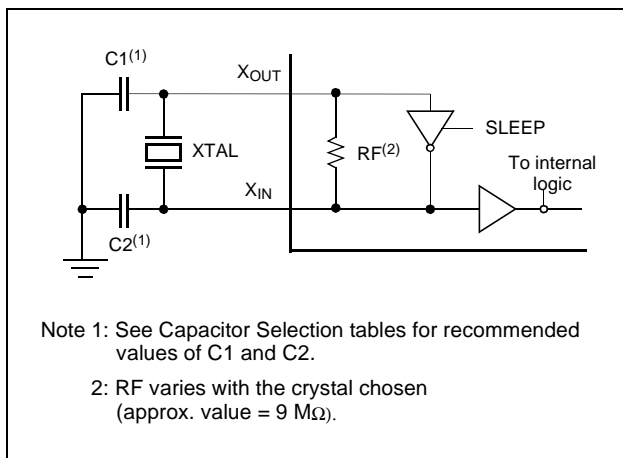 C1(1)
XOUT
SLEEP
XTAL
RF(2)
To internal
logic
XIN
C2(1)
Note 1: See Capacitor Selection tables for recommended
values of C1 and C2.
2: RF varies with the crystal chosen
(approx. value = 9 MΩ).